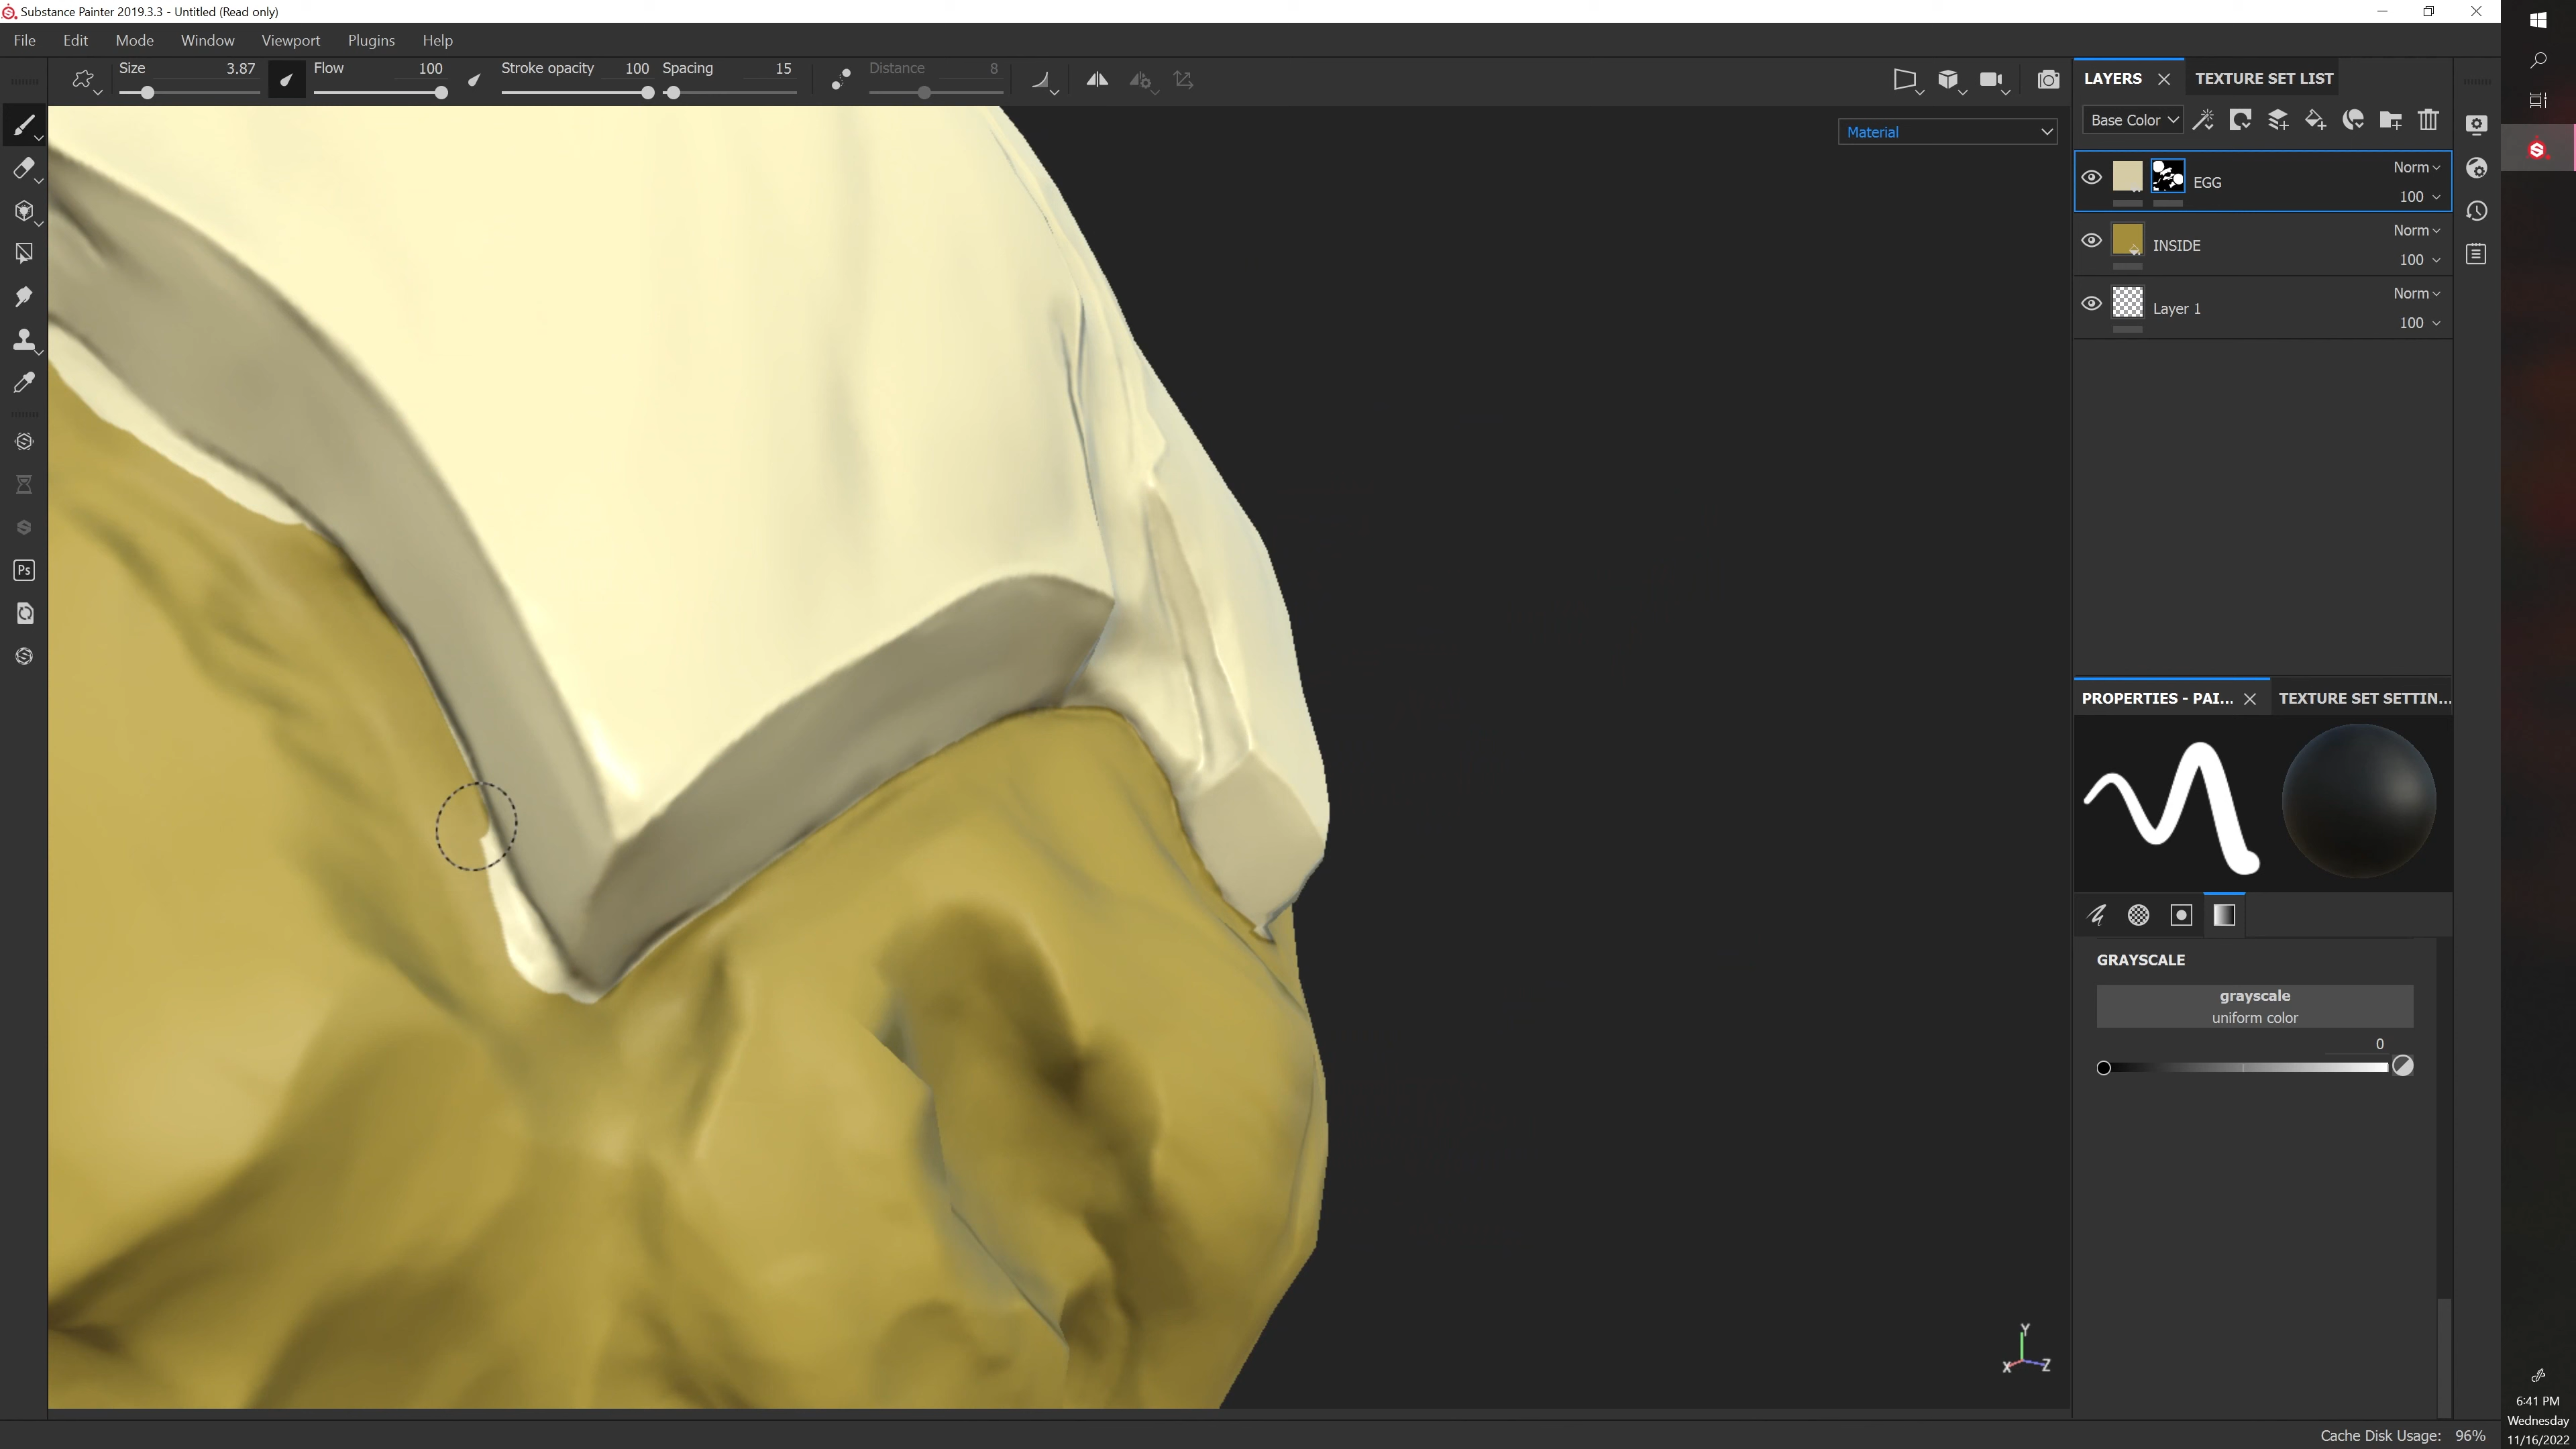 Substance Painter 2019.3.3 - Untitled (Read only)
File Edit Mode Window Viewport Plugins Help
Size 3.87 Flow 100 Stroke opacity 100 Spacing 15 Distance 8
Material
LAYERS TEXTURE SET LIST
Base Color
EGG Norm
100
INSIDE Norm
100
Layer 1 Norm
100
Ps
PROPERTIES - PAI... TEXTURE SET SETTIN...
GRAYSCALE
grayscale
uniform color
0
Y
X Z
Cache Disk Usage: 96%
6:41 PM
Wednesday
11/16/2022